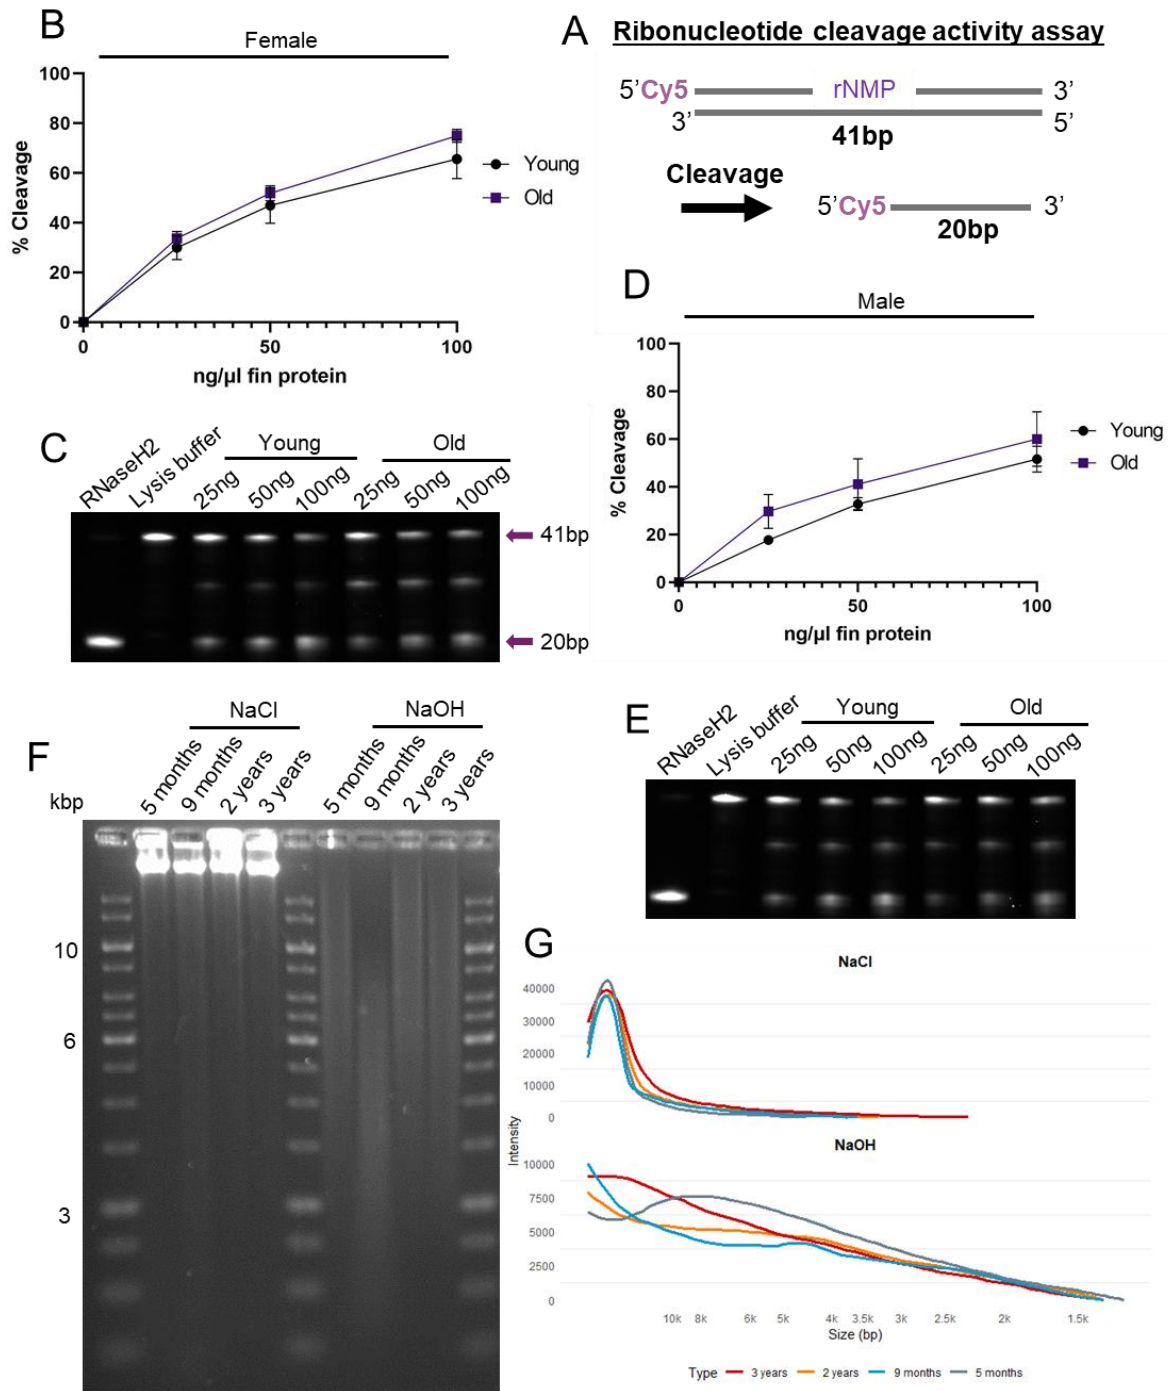 B
Female
100
80
60
40
20
0
% Cleavage
0 50 100
ng/µl fin protein
Young
Old
A
Ribonucleotide cleavage activity assay
5’Cy5 rNMP 3’
3’ 5’
41bp
Cleavage
5’Cy5 3’
20bp
D
Male
100
80
60
40
20
0
% Cleavage
0 50 100
ng/µl fin protein
Young
Old
C
RNaseH2
Lysis buffer
Young
25ng
50ng
100ng
Old
25ng
50ng
100ng
41bp
20bp
E
RNaseH2
Lysis buffer
Young
25ng
50ng
100ng
Old
25ng
50ng
100ng
F
NaCl
5 months
9 months
2 years
3 years
NaOH
5 months
9 months
2 years
3 years
kbp
10
6
3
G
NaCl
40000
30000
20000
10000
0
Intensity
NaOH
10000
7500
5000
2500
0
10k 8k 6k 5k 4k 3.5k 3k 2.5k 2k 1.5k
Size (bp)
Type 3 years 2 years 9 months 5 months